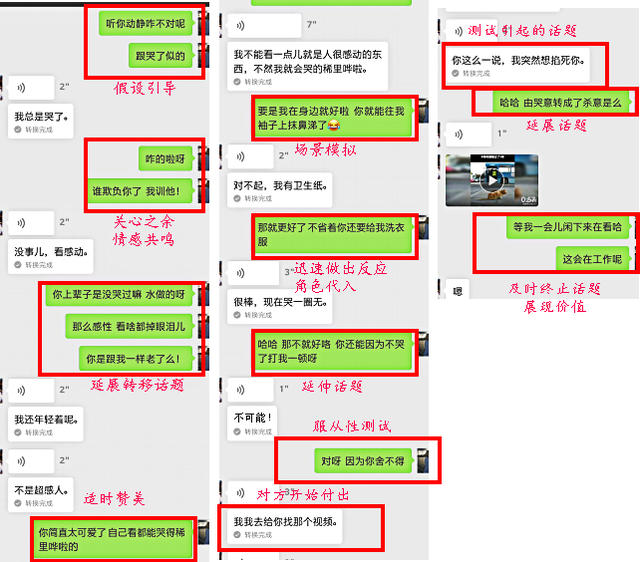 听你动静咋不对呢
跟哭了似的
假设引导
2"
我总是哭了。
转换完成
咋的啦呀
谁欺负你了 我训他!
关心之余
情感共鸣
2"
没事儿，看感动。
转换完成
你上辈子是没哭过嘛 水做的呀
那么感性 看啥都掉眼泪儿
你是跟我一样老了么!
延展转移话题
2"
我还年轻着呢。
转换完成
2"
不是超感人。
转换完成
适时赞美
你简直太可爱了 自己看都能哭得稀
里哗啦的
7"
我不能看一点儿就是人很感动的东
西，不然我就会哭的稀里哗啦。
转换完成
要是我在身边就好啦 你就能往我
袖子上抹鼻涕了😂
场景模拟
2"
对不起，我有卫生纸。
转换完成
那就更好了 不省着你还要给我洗衣
服
迅速做出反应
角色代入
3"
很棒，现在哭一圈无。
转换完成
哈哈 那不就好咯 你还能因为不哭
了打我一顿呀
延伸话题
1"
不可能！
转换完成
服从性测试
对呀 因为你舍不得
对方开始付出
3"
我我去给你找那个视频。
转换完成
测试引起的话题
你这么一说，我突然想掐死你。
转换完成
哈哈 由哭意转成了杀意是么
延展话题
1"
0:57
等我一会儿闲下来在看哈
这会在工作呢
及时终止话题
展现价值
嗯
转换完成